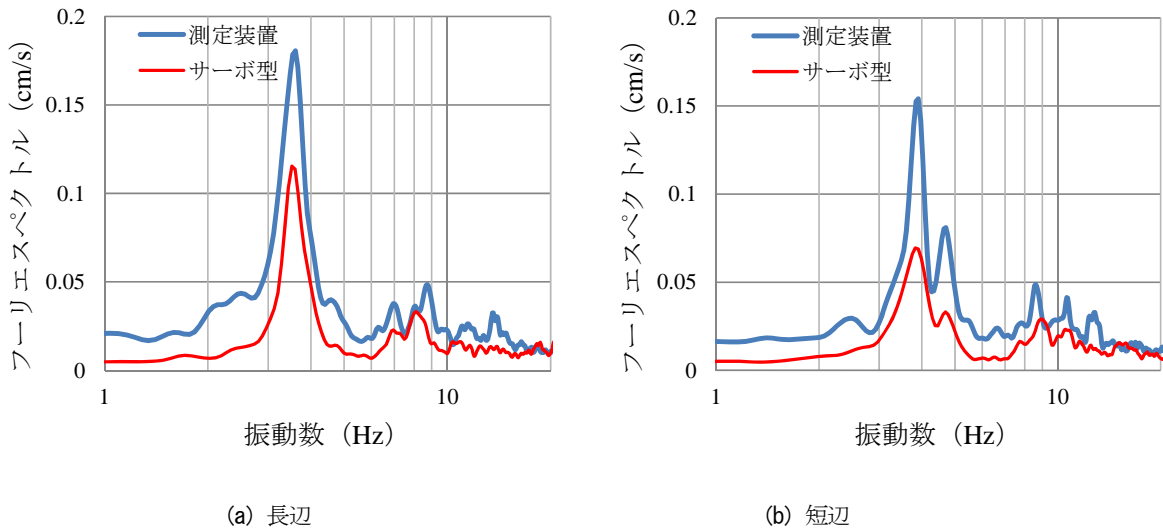 0.2
0.15
0.1
0.05
0
フーリエスペクトル（cm/s）
測定装置
サーボ型
1
10
振動数（Hz）
(a) 長辺
0.2
0.15
0.1
0.05
0
フーリエスペクトル（cm/s）
測定装置
サーボ型
1
10
振動数（Hz）
(b) 短辺